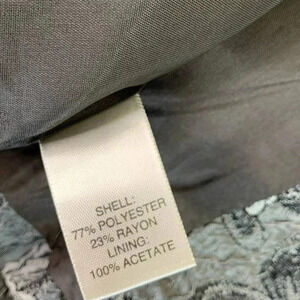 SHELL:
77% POLYESTER
23% RAYON
LINING:
100% ACETATE